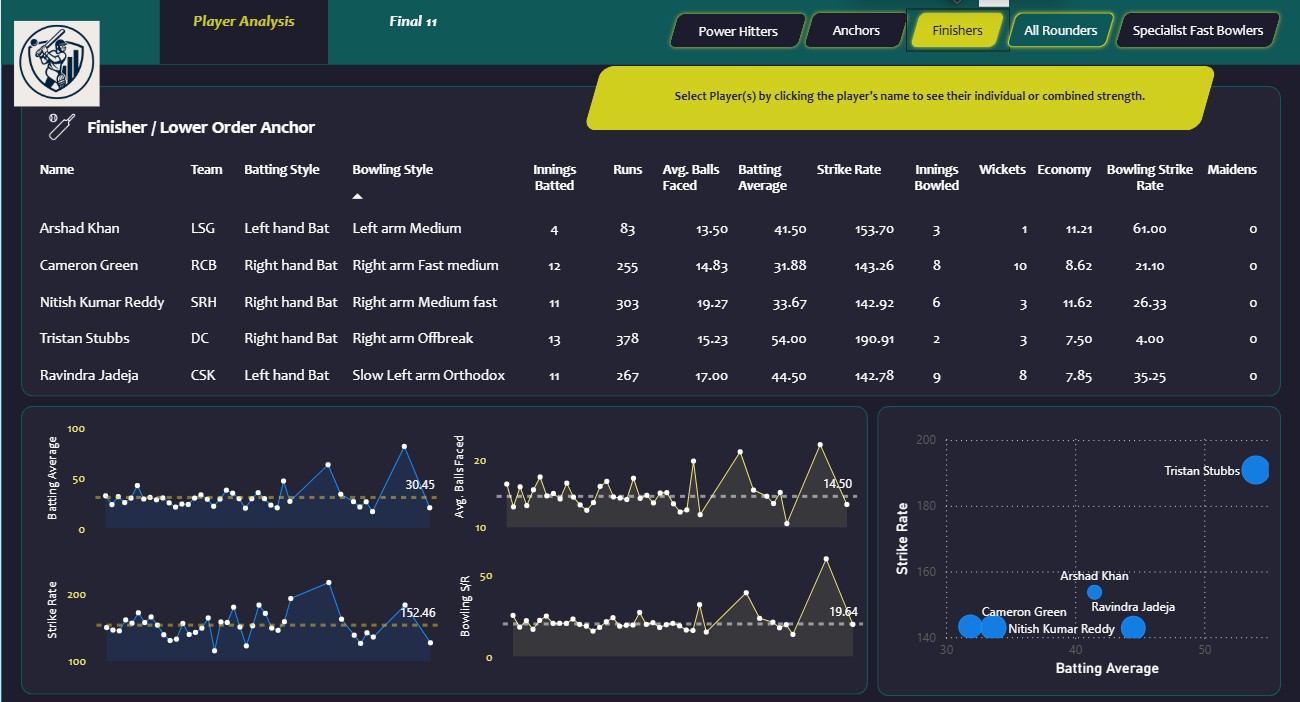 Player Analysis
Final 11
Power Hitters
Anchors
Finishers
All Rounders
Specialist Fast Bowlers
Select Player(s) by clicking the player's name to see their individual or combined strength.
Finisher / Lower Order Anchor
Name Team Batting Style Bowling Style Innings Batted Runs Avg. Balls Faced Batting Average Strike Rate Innings Bowled Wickets Economy Bowling Strike Rate Maidens
Arshad Khan LSG Left hand Bat Left arm Medium 4 83 13.50 41.50 153.70 3 1 11.21 61.00 0
Cameron Green RCB Right hand Bat Right arm Fast medium 12 255 14.83 31.88 143.26 8 10 8.62 21.10 0
Nitish Kumar Reddy SRH Right hand Bat Right arm Medium fast 11 303 19.27 33.67 142.92 6 3 11.62 26.33 0
Tristan Stubbs DC Right hand Bat Right arm Offbreak 13 378 15.23 54.00 190.91 2 3 7.50 4.00 0
Ravindra Jadeja CSK Left hand Bat Slow Left arm Orthodox 11 267 17.00 44.50 142.78 9 8 7.85 35.25 0
Batting Average
100
50
0
30.45
Avg. Balls Faced
20
10
14.50
Strike Rate
200
100
152.46
Bowling S/R
50
0
19.64
Strike Rate
200
180
160
140
Tristan Stubbs
Arshad Khan
Ravindra Jadeja
Cameron Green
Nitish Kumar Reddy
30 40 50
Batting Average